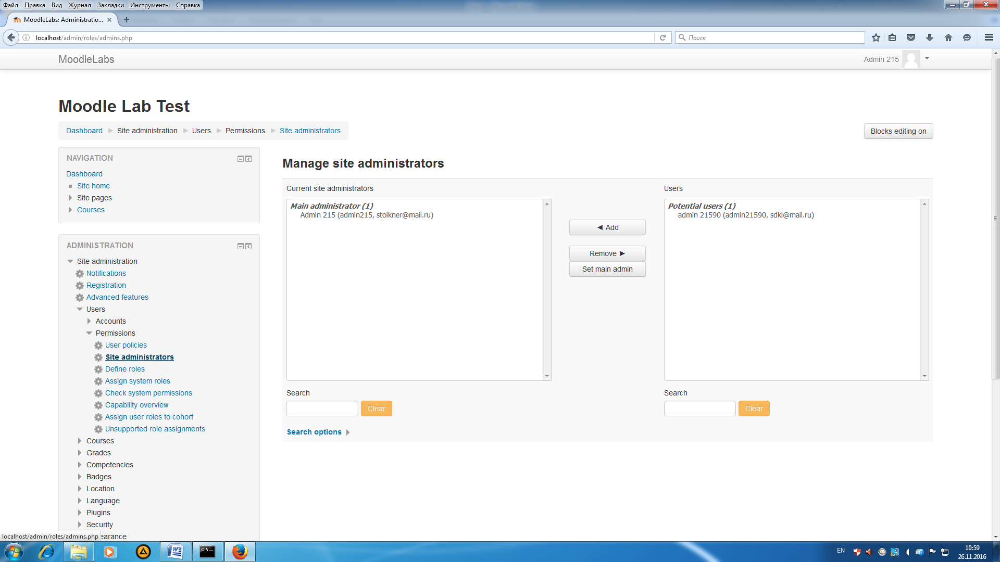 Файл Правка Вид Журнал Закладки Инструменты Справка
MoodleLabs: Administratio...
localhost/admin/roles/admins.php
Поиск
MoodleLabs
Admin 215
Moodle Lab Test
Dashboard Site administration Users Permissions Site administrators
Blocks editing on
NAVIGATION
Dashboard
Site home
Site pages
Courses
ADMINISTRATION
Site administration
Notifications
Registration
Advanced features
Users
Accounts
Permissions
User policies
Site administrators
Define roles
Assign system roles
Check system permissions
Capability overview
Assign user roles to cohort
Unsupported role assignments
Courses
Grades
Competencies
Badges
Location
Language
Plugins
Security
earance
Manage site administrators
Current site administrators
Main administrator (1)
Admin 215 (admin215, stolkner@mail.ru)
◄ Add
Remove ►
Set main admin
Users
Potential users (1)
admin 21590 (admin21590, sdkl@mail.ru)
Search
Clear
Search
Clear
Search options
localhost/admin/roles/admins.php
C:\
EN
10:59
26.11.2016